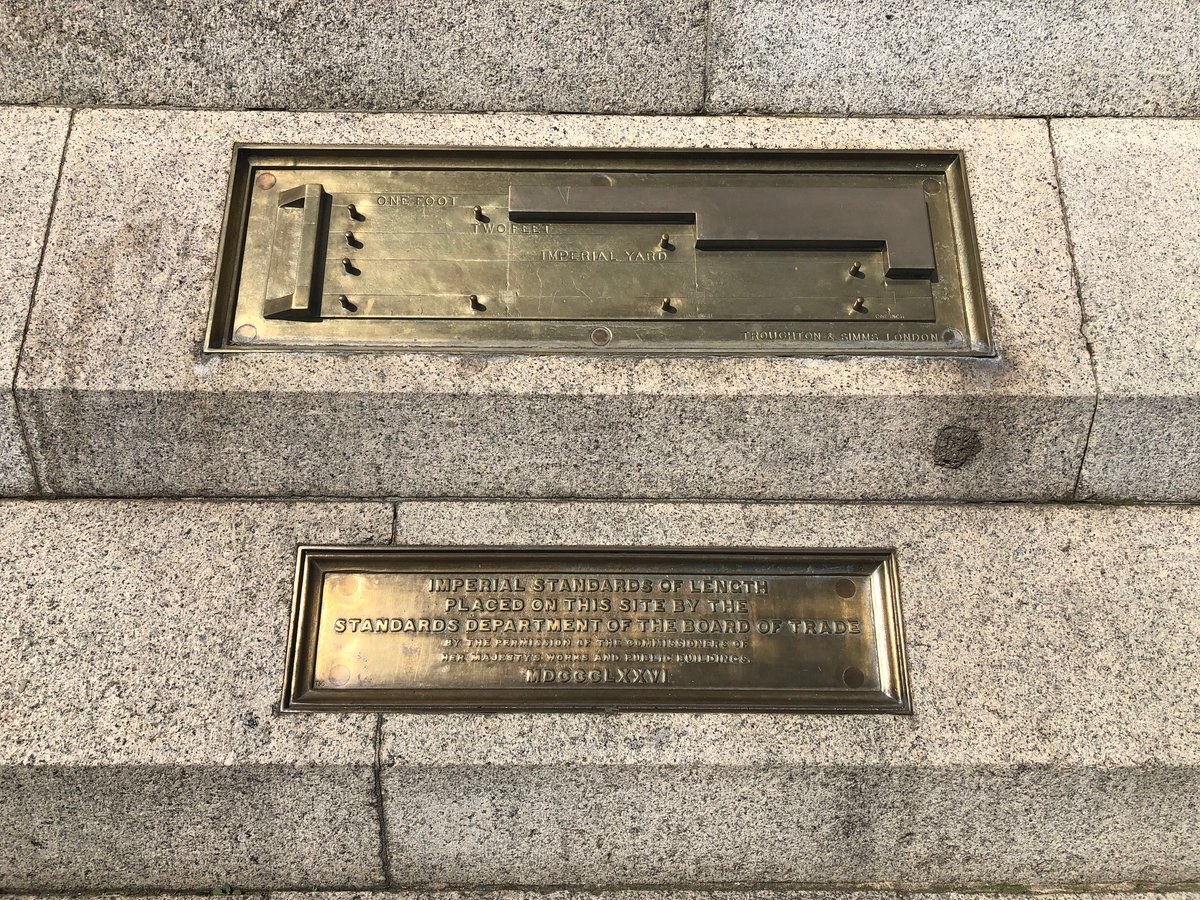 ONE FOOT
TWO FEET
IMPERIAL YARD
ONE INCH
TROUGHTON & SIMMS LONDON
IMPERIAL STANDARDS OF LENGTH
PLACED ON THIS SITE BY THE
STANDARDS DEPARTMENT OF THE BOARD OF TRADE
BY THE PERMISSION OF THE COMMISSIONERS OF
HER MAJESTY'S WORKS AND PUBLIC BUILDINGS.
MDCCCLXXVI